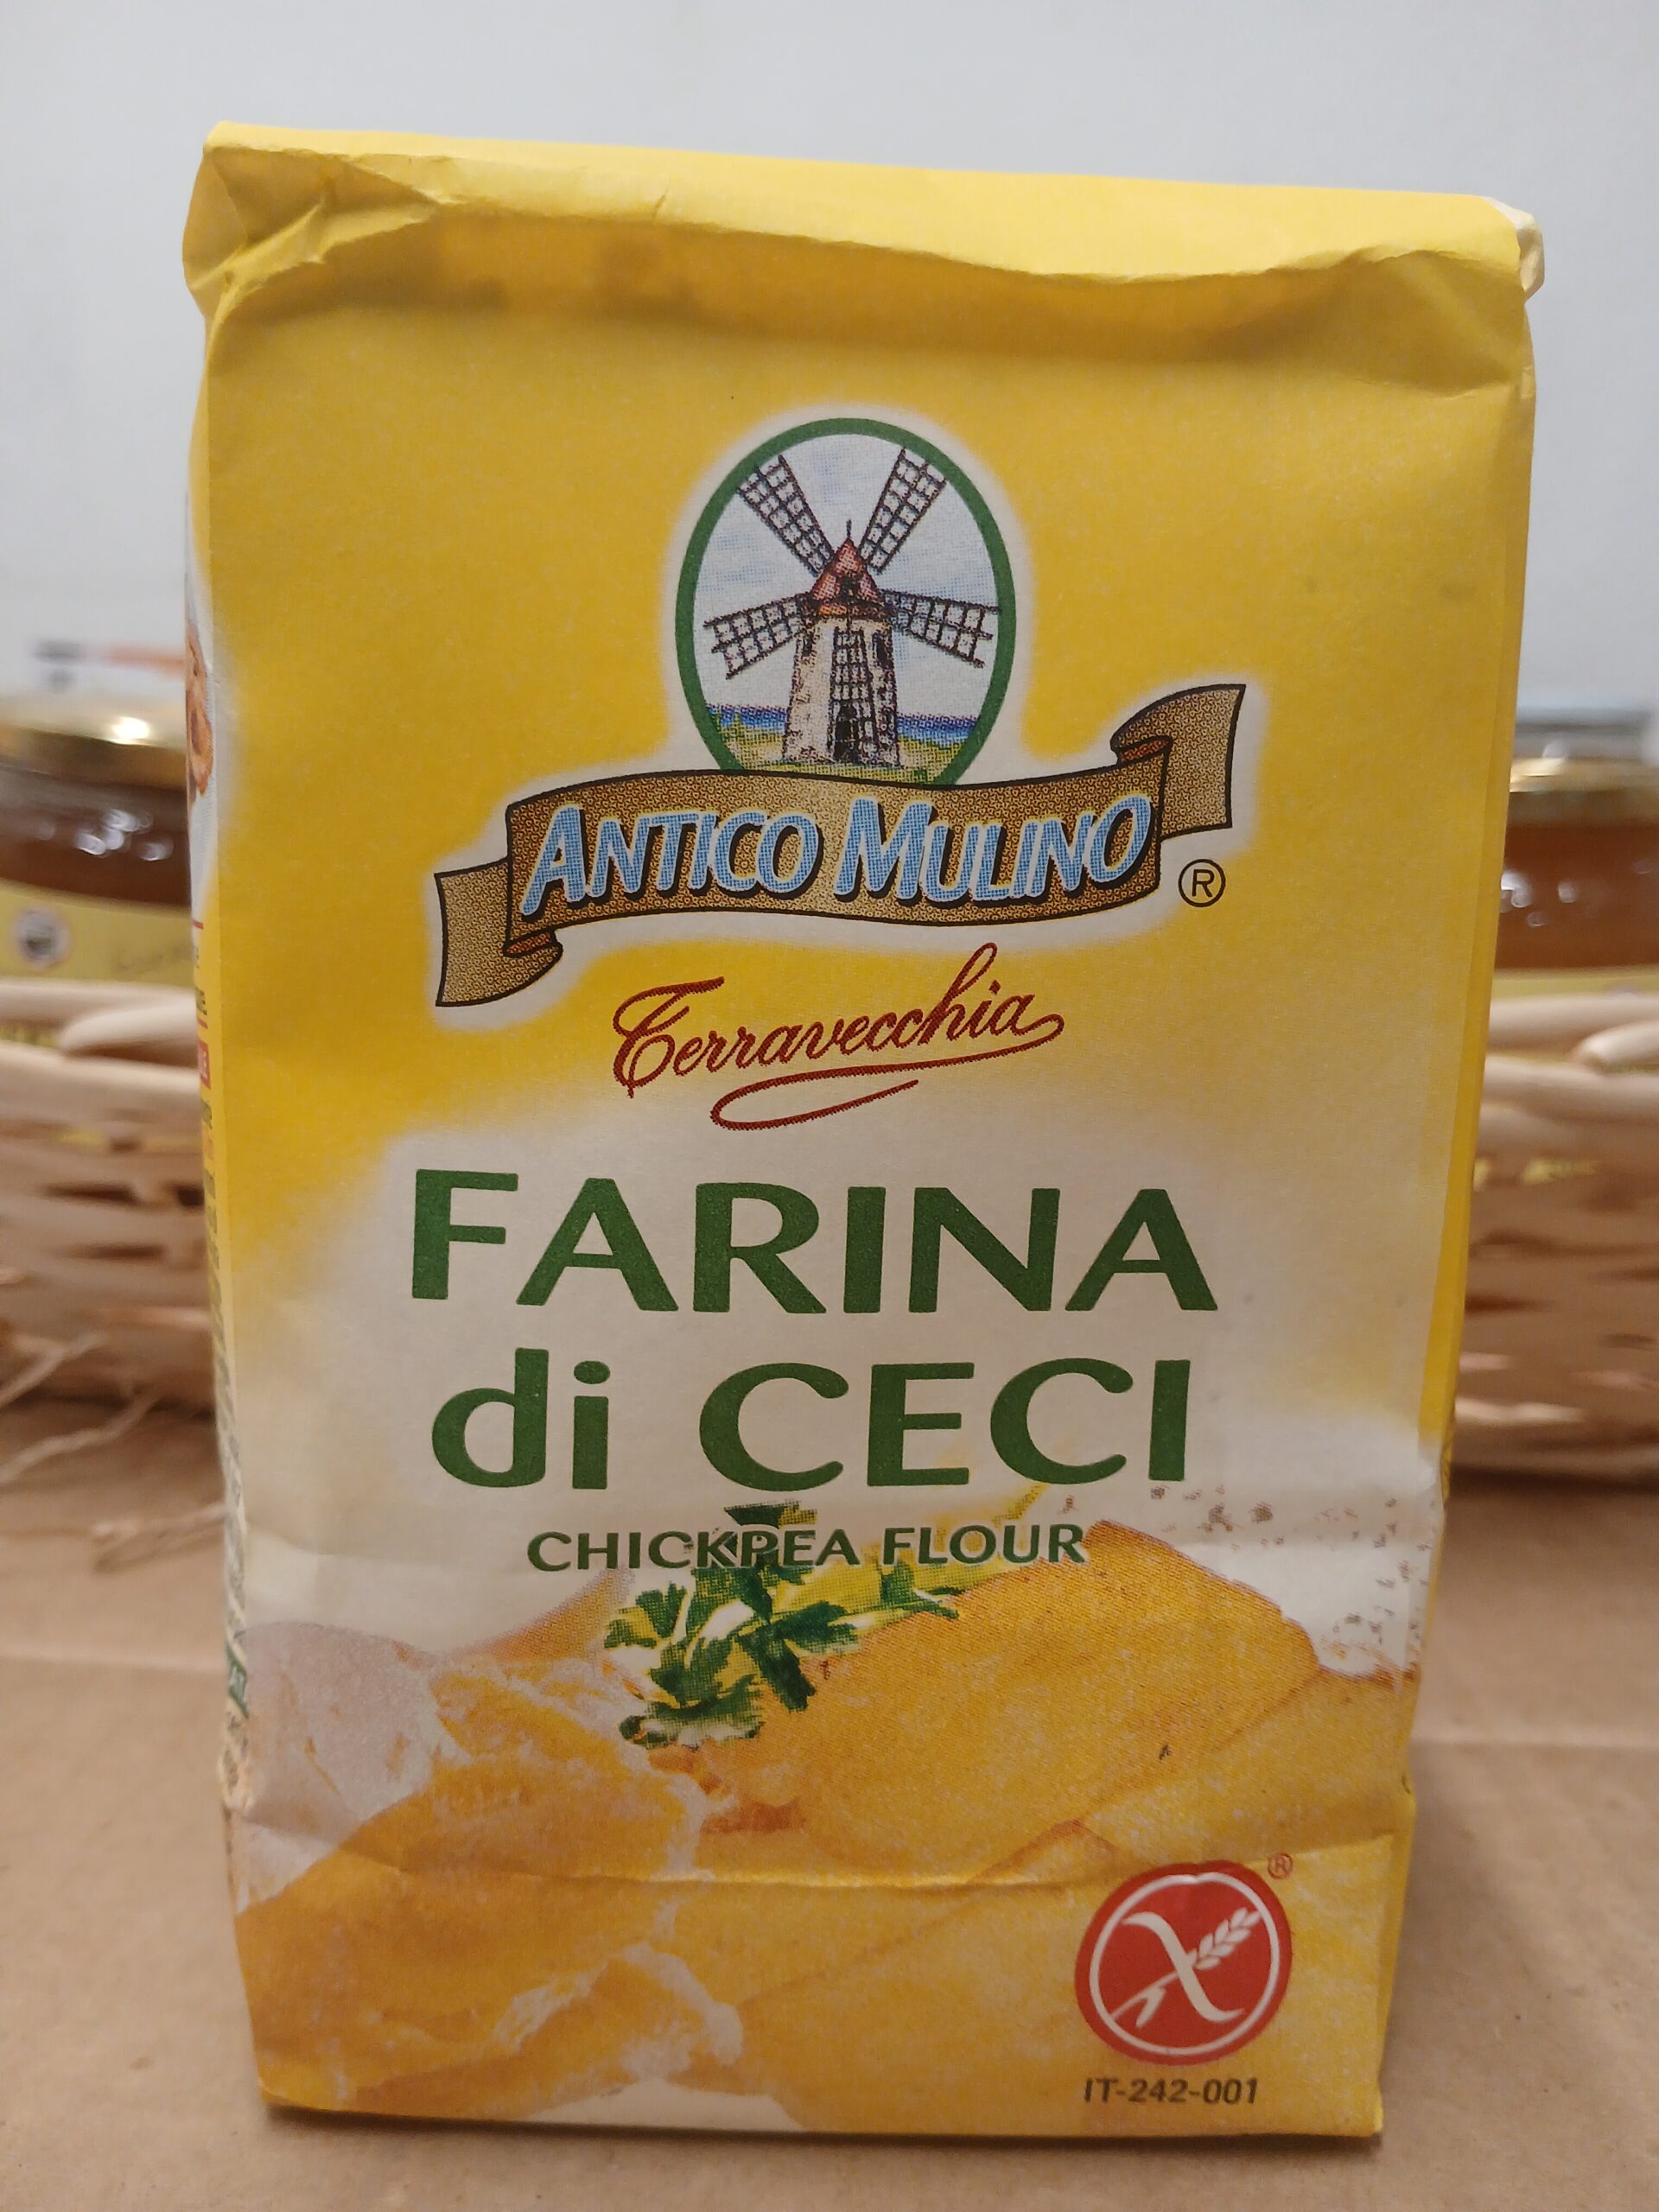 ANTICO MULINO ®
Terravecchia
FARINA
di CECI
CHICKPEA FLOUR
®
IT-242-001